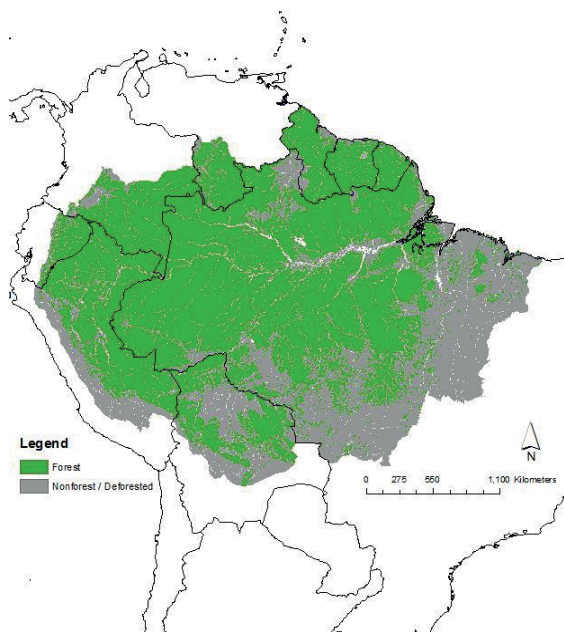 Legend
Forest
Nonforest / Deforested
N
0 275 550 1,100 Kilometers